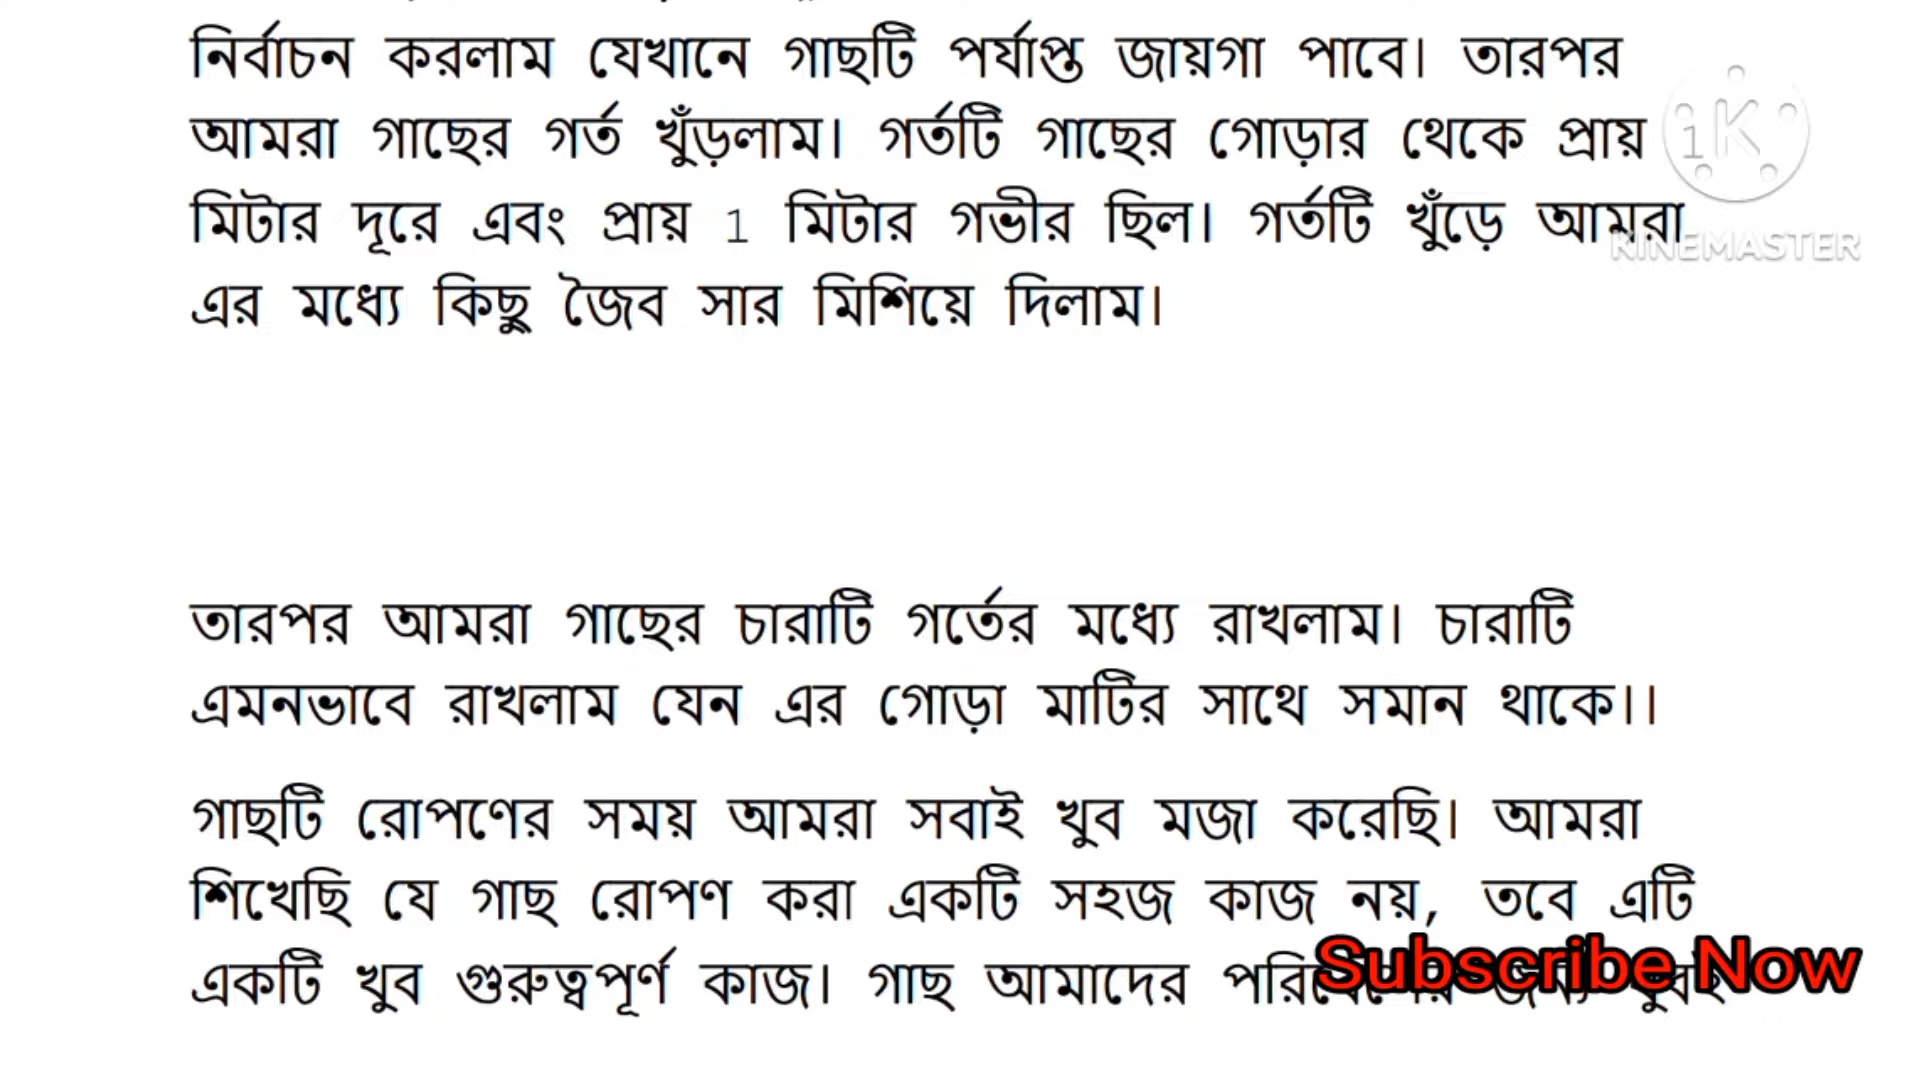 নির্বাচন করলাম যেখানে গাছটি পর্যাপ্ত জায়গা পাবে। তারপর
আমরা গাছের গর্ত খুঁড়লাম। গর্তটি গাছের গোড়ার থেকে প্রায় 1
মিটার দূরে এবং প্রায় 1 মিটার গভীর ছিল। গর্তটি খুঁড়ে আমরা
KINEMASTER
এর মধ্যে কিছু জৈব সার মিশিয়ে দিলাম।
তারপর আমরা গাছের চারাটি গর্তের মধ্যে রাখলাম। চারাটি
এমনভাবে রাখলাম যেন এর গোড়া মাটির সাথে সমান থাকে।।
গাছটি রোপণের সময় আমরা সবাই খুব মজা করেছি। আমরা
শিখেছি যে গাছ রোপণ করা একটি সহজ কাজ নয়, তবে এটি
একটি খুব গুরুত্বপূর্ণ কাজ। গাছ আমাদের
Subscribe Now